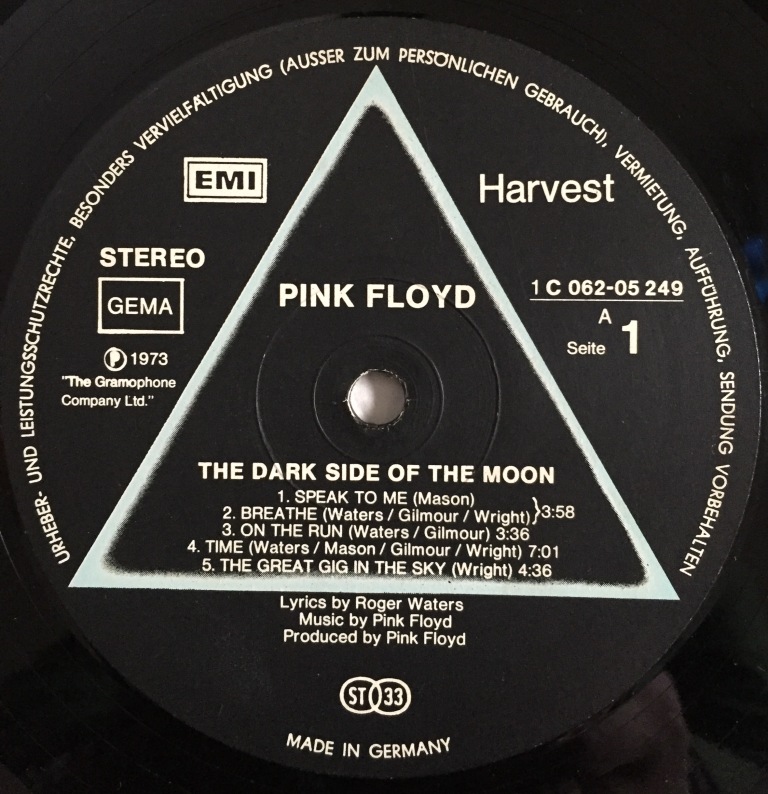 URHEBER- UND LEISTUNGSSCHUTZRECHTE, BESONDERS VERVIELFÄLTIGUNG (AUSSER ZUM PERSÖNLICHEN GEBRAUCH), VERMIETUNG, AUFFÜHRUNG, SENDUNG VORBEHALTEN
EMI
Harvest
STEREO
GEMA
Ⓟ 1973
"The Gramophone
Company Ltd."
PINK FLOYD
1 C 062-05 249
A
Seite 1
THE DARK SIDE OF THE MOON
1. SPEAK TO ME (Mason)
2. BREATHE (Waters / Gilmour / Wright)}3:58
3. ON THE RUN (Waters / Gilmour) 3:36
4. TIME (Waters / Mason / Gilmour / Wright) 7:01
5. THE GREAT GIG IN THE SKY (Wright) 4:36
Lyrics by Roger Waters
Music by Pink Floyd
Produced by Pink Floyd
ST 33
MADE IN GERMANY